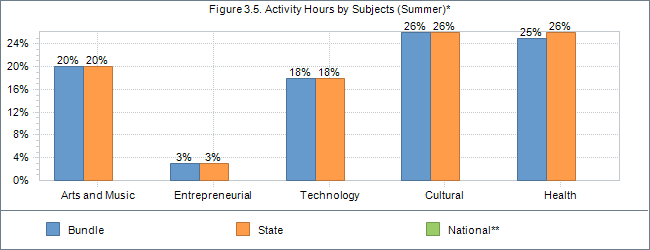 Figure 3.5. Activity Hours by Subjects (Summer)*
26% 26% 26%
25%
24%
20% 20%
20%
18% 18%
16%
12%
8%
4%
3% 3%
0%
Arts and Music Entrepreneurial Technology Cultural Health
Bundle State National**